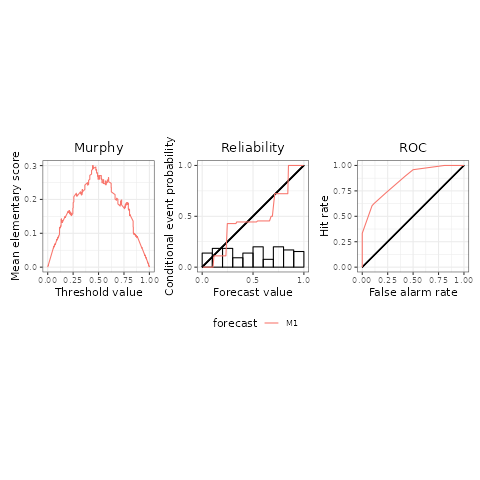 Murphy
Mean elementary score
0.3
0.2
0.1
0.0
0.00 0.25 0.50 0.75 1.00
Threshold value
Reliability
Conditional event probability
1.0
0.5
0.0
0.0 0.5 1.0
Forecast value
ROC
Hit rate
1.00
0.75
0.50
0.25
0.00
0.00 0.25 0.50 0.75 1.00
False alarm rate
forecast M1